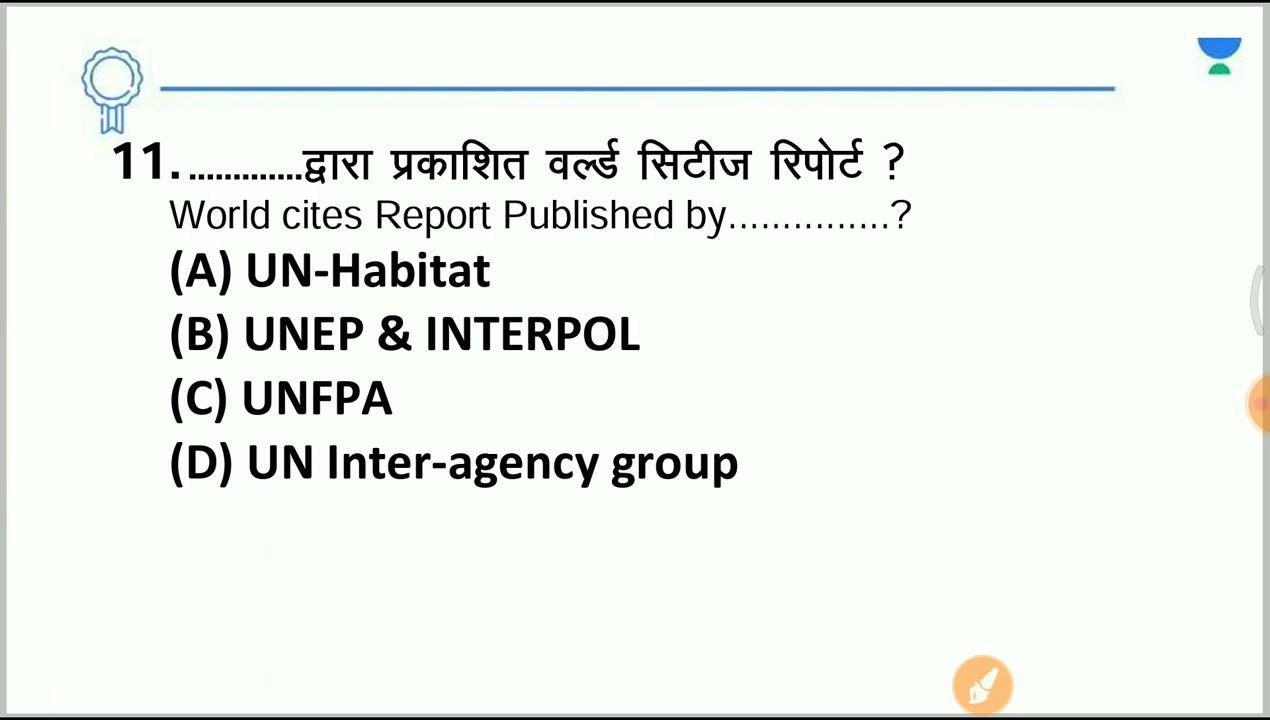 11. .............द्वारा प्रकाशित वर्ल्ड सिटीज रिपोर्ट ?
World cites Report Published by...............?
(A) UN-Habitat
(B) UNEP & INTERPOL
(C) UNFPA
(D) UN Inter-agency group